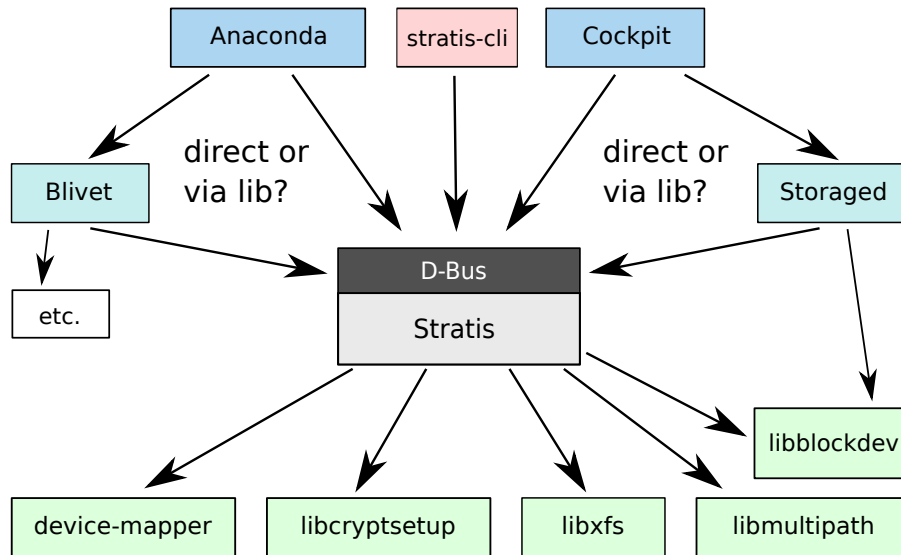 Anaconda
stratis-cli
Cockpit
direct or
via lib?
direct or
via lib?
Blivet
Storaged
D-Bus
Stratis
etc.
libblockdev
device-mapper
libcryptsetup
libxfs
libmultipath